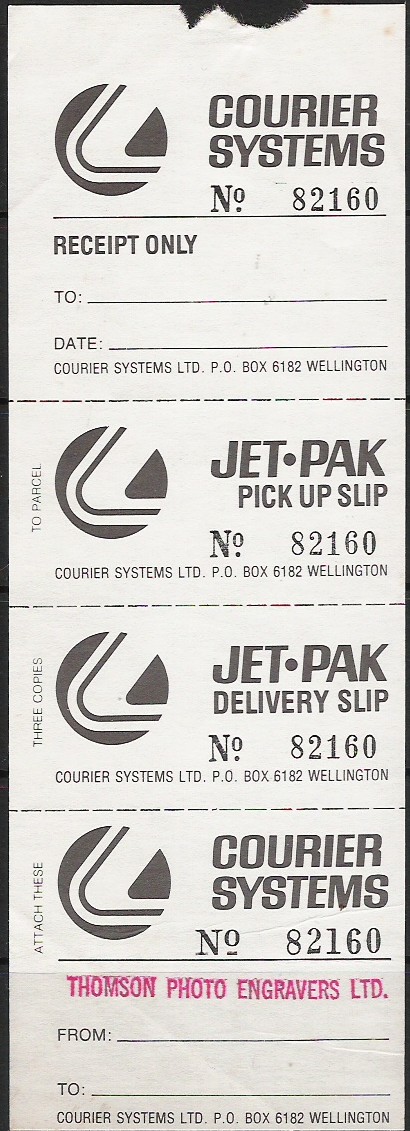 COURIER
SYSTEMS
Nº 82160
RECEIPT ONLY
TO:
DATE:
COURIER SYSTEMS LTD. P.O. BOX 6182 WELLINGTON
TO PARCEL
JET•PAK
PICK UP SLIP
Nº 82160
COURIER SYSTEMS LTD. P.O. BOX 6182 WELLINGTON
THREE COPIES
JET•PAK
DELIVERY SLIP
Nº 82160
COURIER SYSTEMS LTD. P.O. BOX 6182 WELLINGTON
ATTACH THESE
COURIER
SYSTEMS
Nº 82160
THOMSON PHOTO ENGRAVERS LTD.
FROM:
TO:
COURIER SYSTEMS LTD. P.O. BOX 6182 WELLINGTON